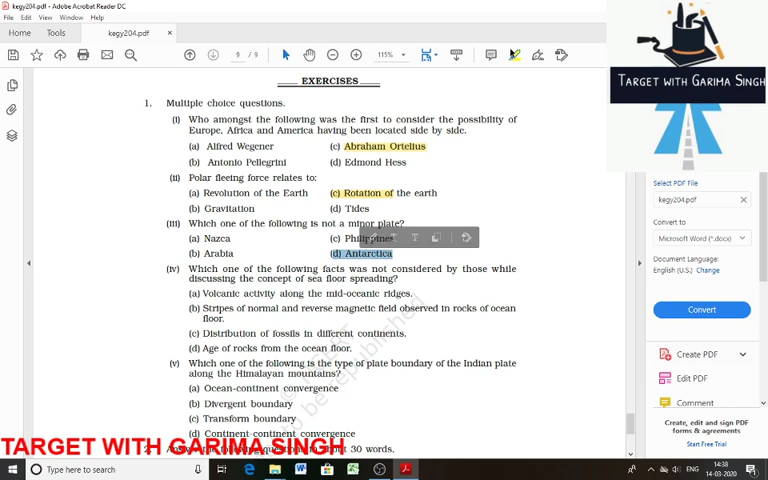 kegy204.pdf - Adobe Acrobat Reader DC
File Edit View Window Help
Home Tools kegy204.pdf ×
9 / 9 115%
EXERCISES
1. Multiple choice questions.
(i) Who amongst the following was the first to consider the possibility of
Europe, Africa and America having been located side by side.
(a) Alfred Wegener (c) Abraham Ortelius
(b) Antonio Pellegrini (d) Edmond Hess
(ii) Polar fleeing force relates to:
(a) Revolution of the Earth (c) Rotation of the earth
(b) Gravitation (d) Tides
(iii) Which one of the following is not a minor plate?
(a) Nazca (c) Philippines
(b) Arabia (d) Antarctica
(iv) Which one of the following facts was not considered by those while
discussing the concept of sea floor spreading?
(a) Volcanic activity along the mid-oceanic ridges.
(b) Stripes of normal and reverse magnetic field observed in rocks of ocean
floor.
(c) Distribution of fossils in different continents.
(d) Age of rocks from the ocean floor.
(v) Which one of the following is the type of plate boundary of the Indian plate
along the Himalayan mountains?
(a) Ocean-continent convergence
(b) Divergent boundary
(c) Transform boundary
(d) Continent-continent convergence
2. Answer the following questions in about 30 words.
to be republished
TARGET WITH GARIMA SINGH
TARGET WITH GARIMA SINGH
Select PDF File
kegy204.pdf
Convert to
Microsoft Word (*.docx)
Document Language:
English (U.S.) Change
Convert
Create PDF
Edit PDF
Comment
Create, edit and sign PDF
forms & agreements
Start Free Trial
Type here to search
ENG
14:38
14-03-2020